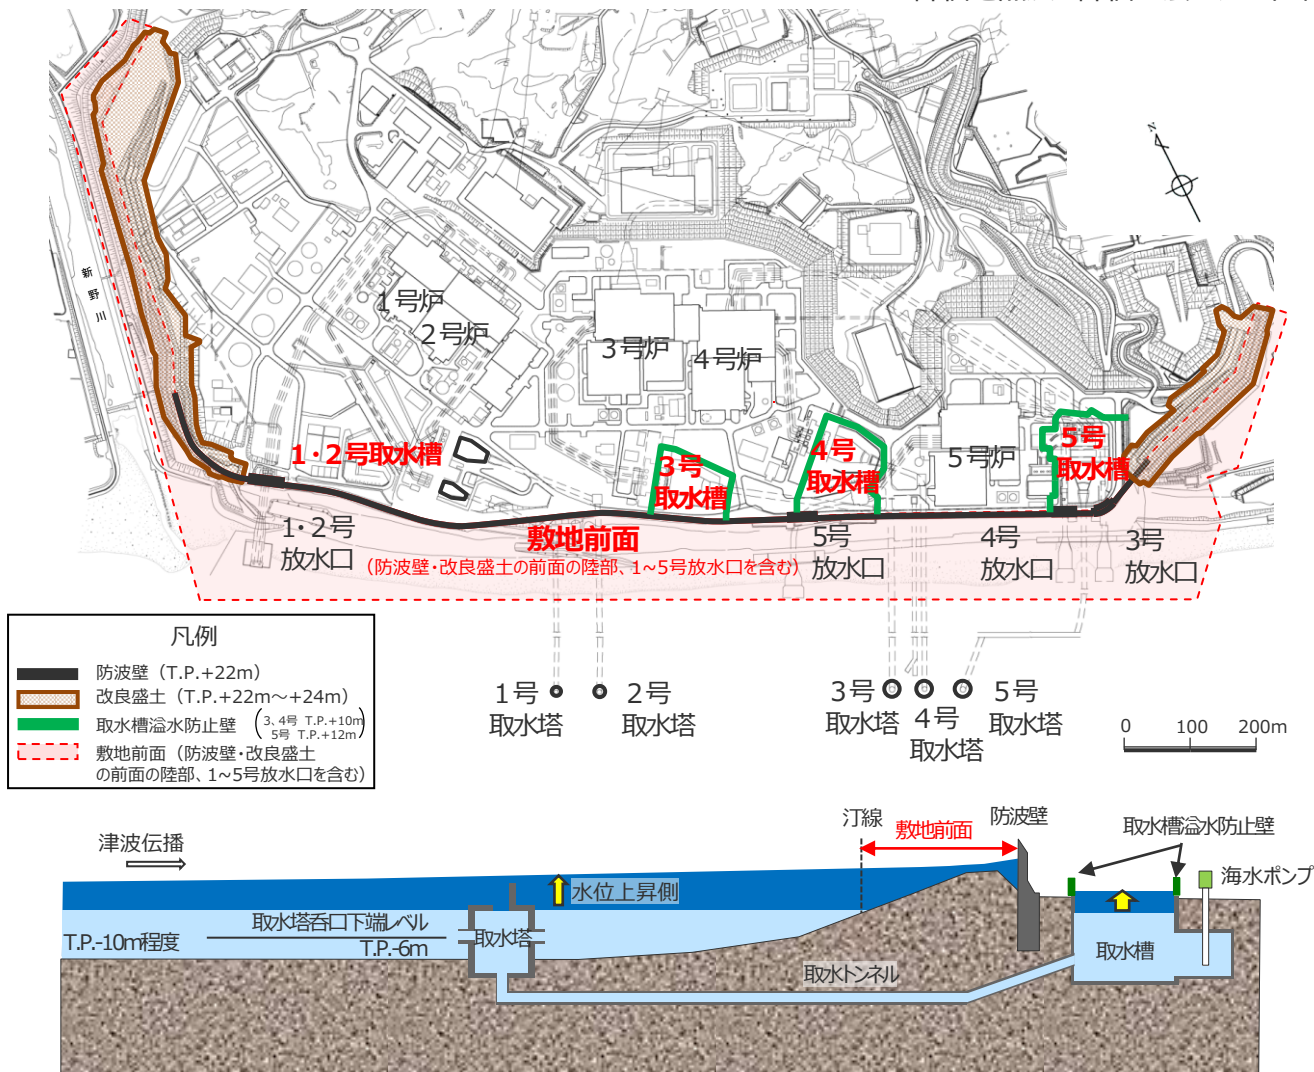 N
新野川
1号炉
2号炉
3号炉
4号炉
5号炉
1・2号取水槽
3号
取水槽
4号
取水槽
5号
取水槽
敷地前面
(防波壁・改良盛土の前面の陸部、1~5号放水口を含む)
1・2号
放水口
5号
放水口
4号
放水口
3号
放水口
1号
取水塔
2号
取水塔
3号
取水塔
4号
取水塔
5号
取水塔
0 100 200m
凡例
防波壁(T.P.+22m)
改良盛土(T.P.+22m~+24m)
取水槽溢水防止壁 (3、4号 T.P.+10m
5号 T.P.+12m)
敷地前面(防波壁・改良盛土
の前面の陸部、1~5号放水口を含む)
津波伝播
汀線
敷地前面
防波壁
取水槽溢水防止壁
海水ポンプ
水位上昇側
取水塔呑口下端レベル
T.P.-10m程度
T.P.-6m
取水塔
取水槽
取水トンネル